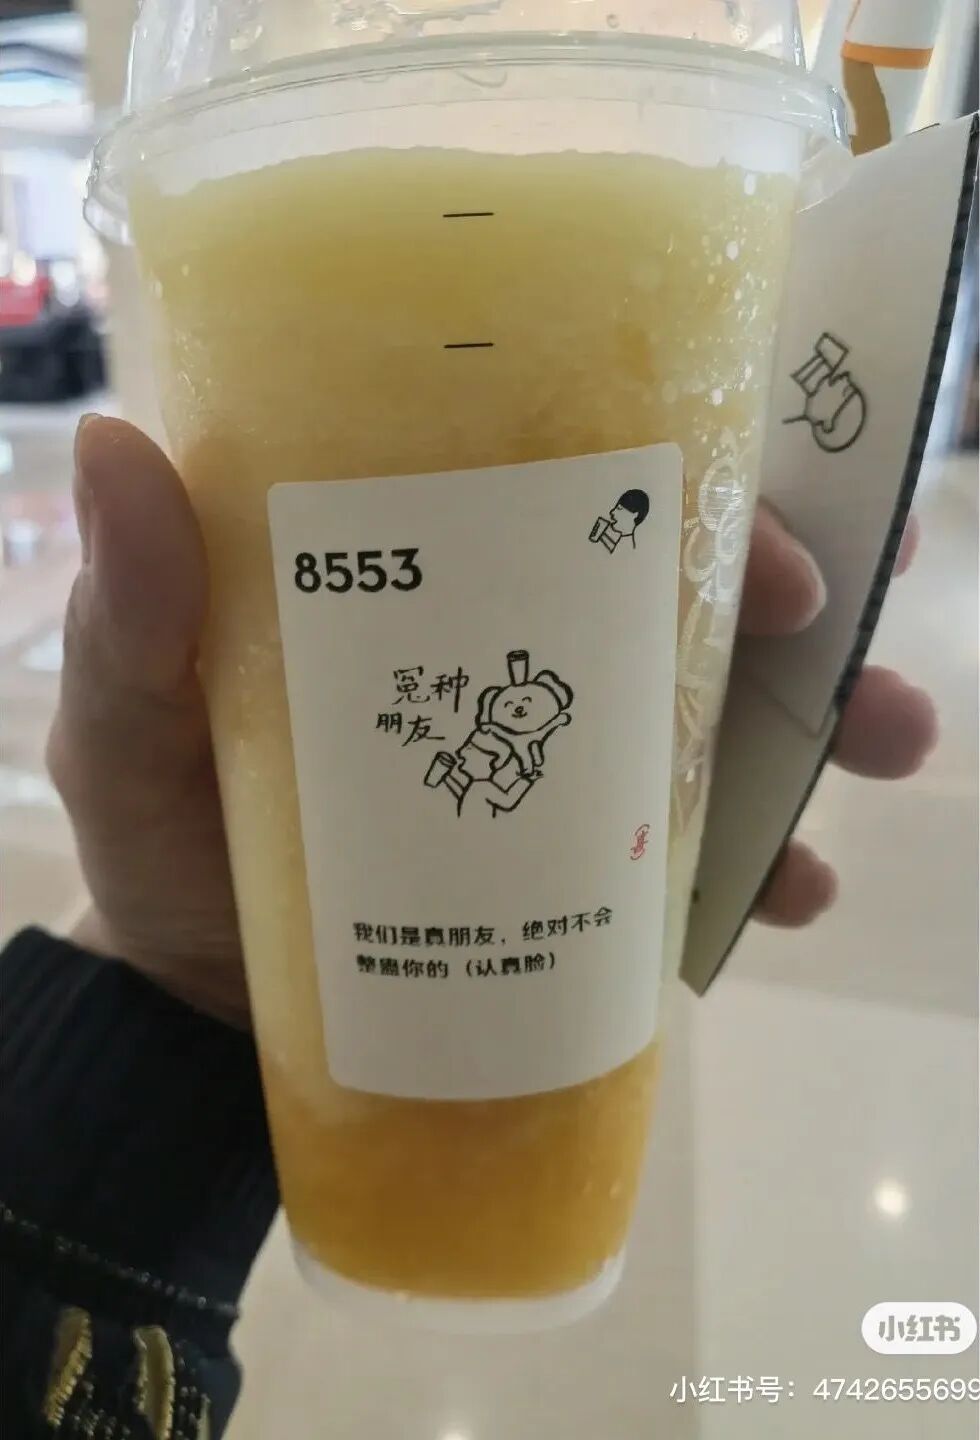 8553
冤种
朋友
喜
我们是真朋友，绝对不会
整蛊你的（认真脸）
小红书
小红书号：4742655699